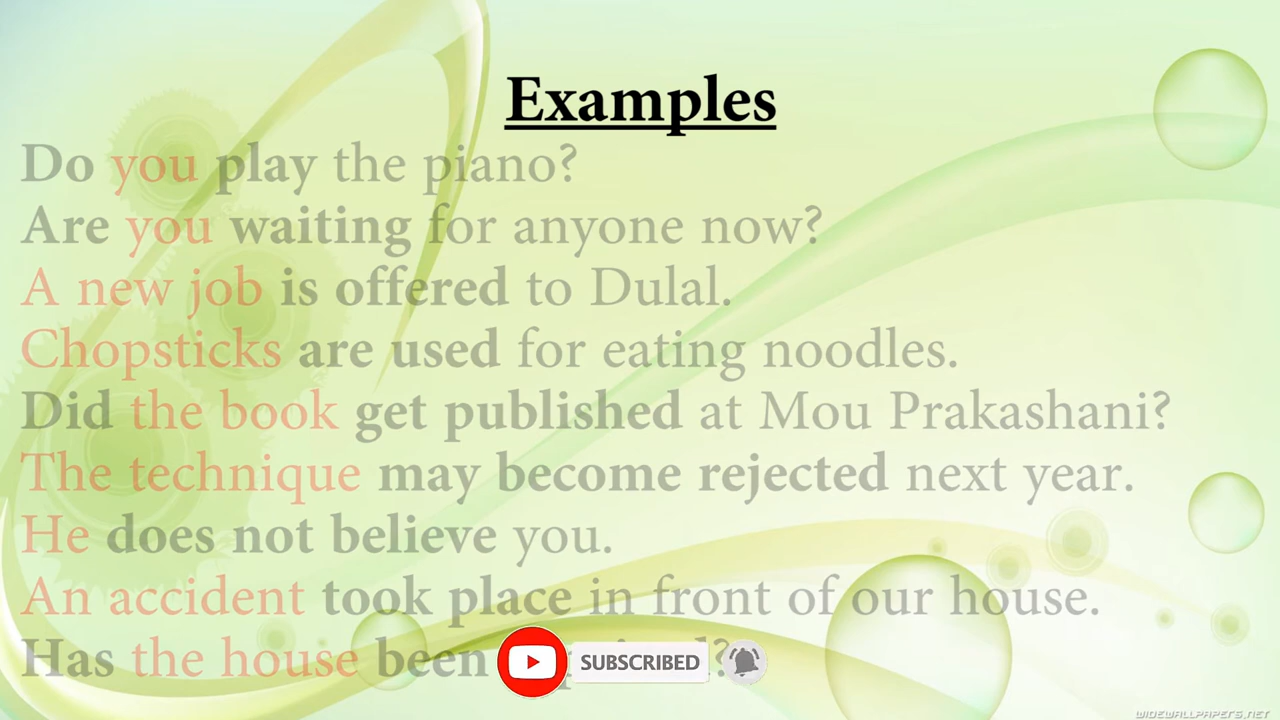 Examples
Do you play the piano?
Are you waiting for anyone now?
A new job is offered to Dulal.
Chopsticks are used for eating noodles.
Did the book get published at Mou Prakashani?
The technique may become rejected next year.
He does not believe you.
An accident took place in front of our house.
Has the house been ?
SUBSCRIBED
WIDEWALLPAPERS.NET